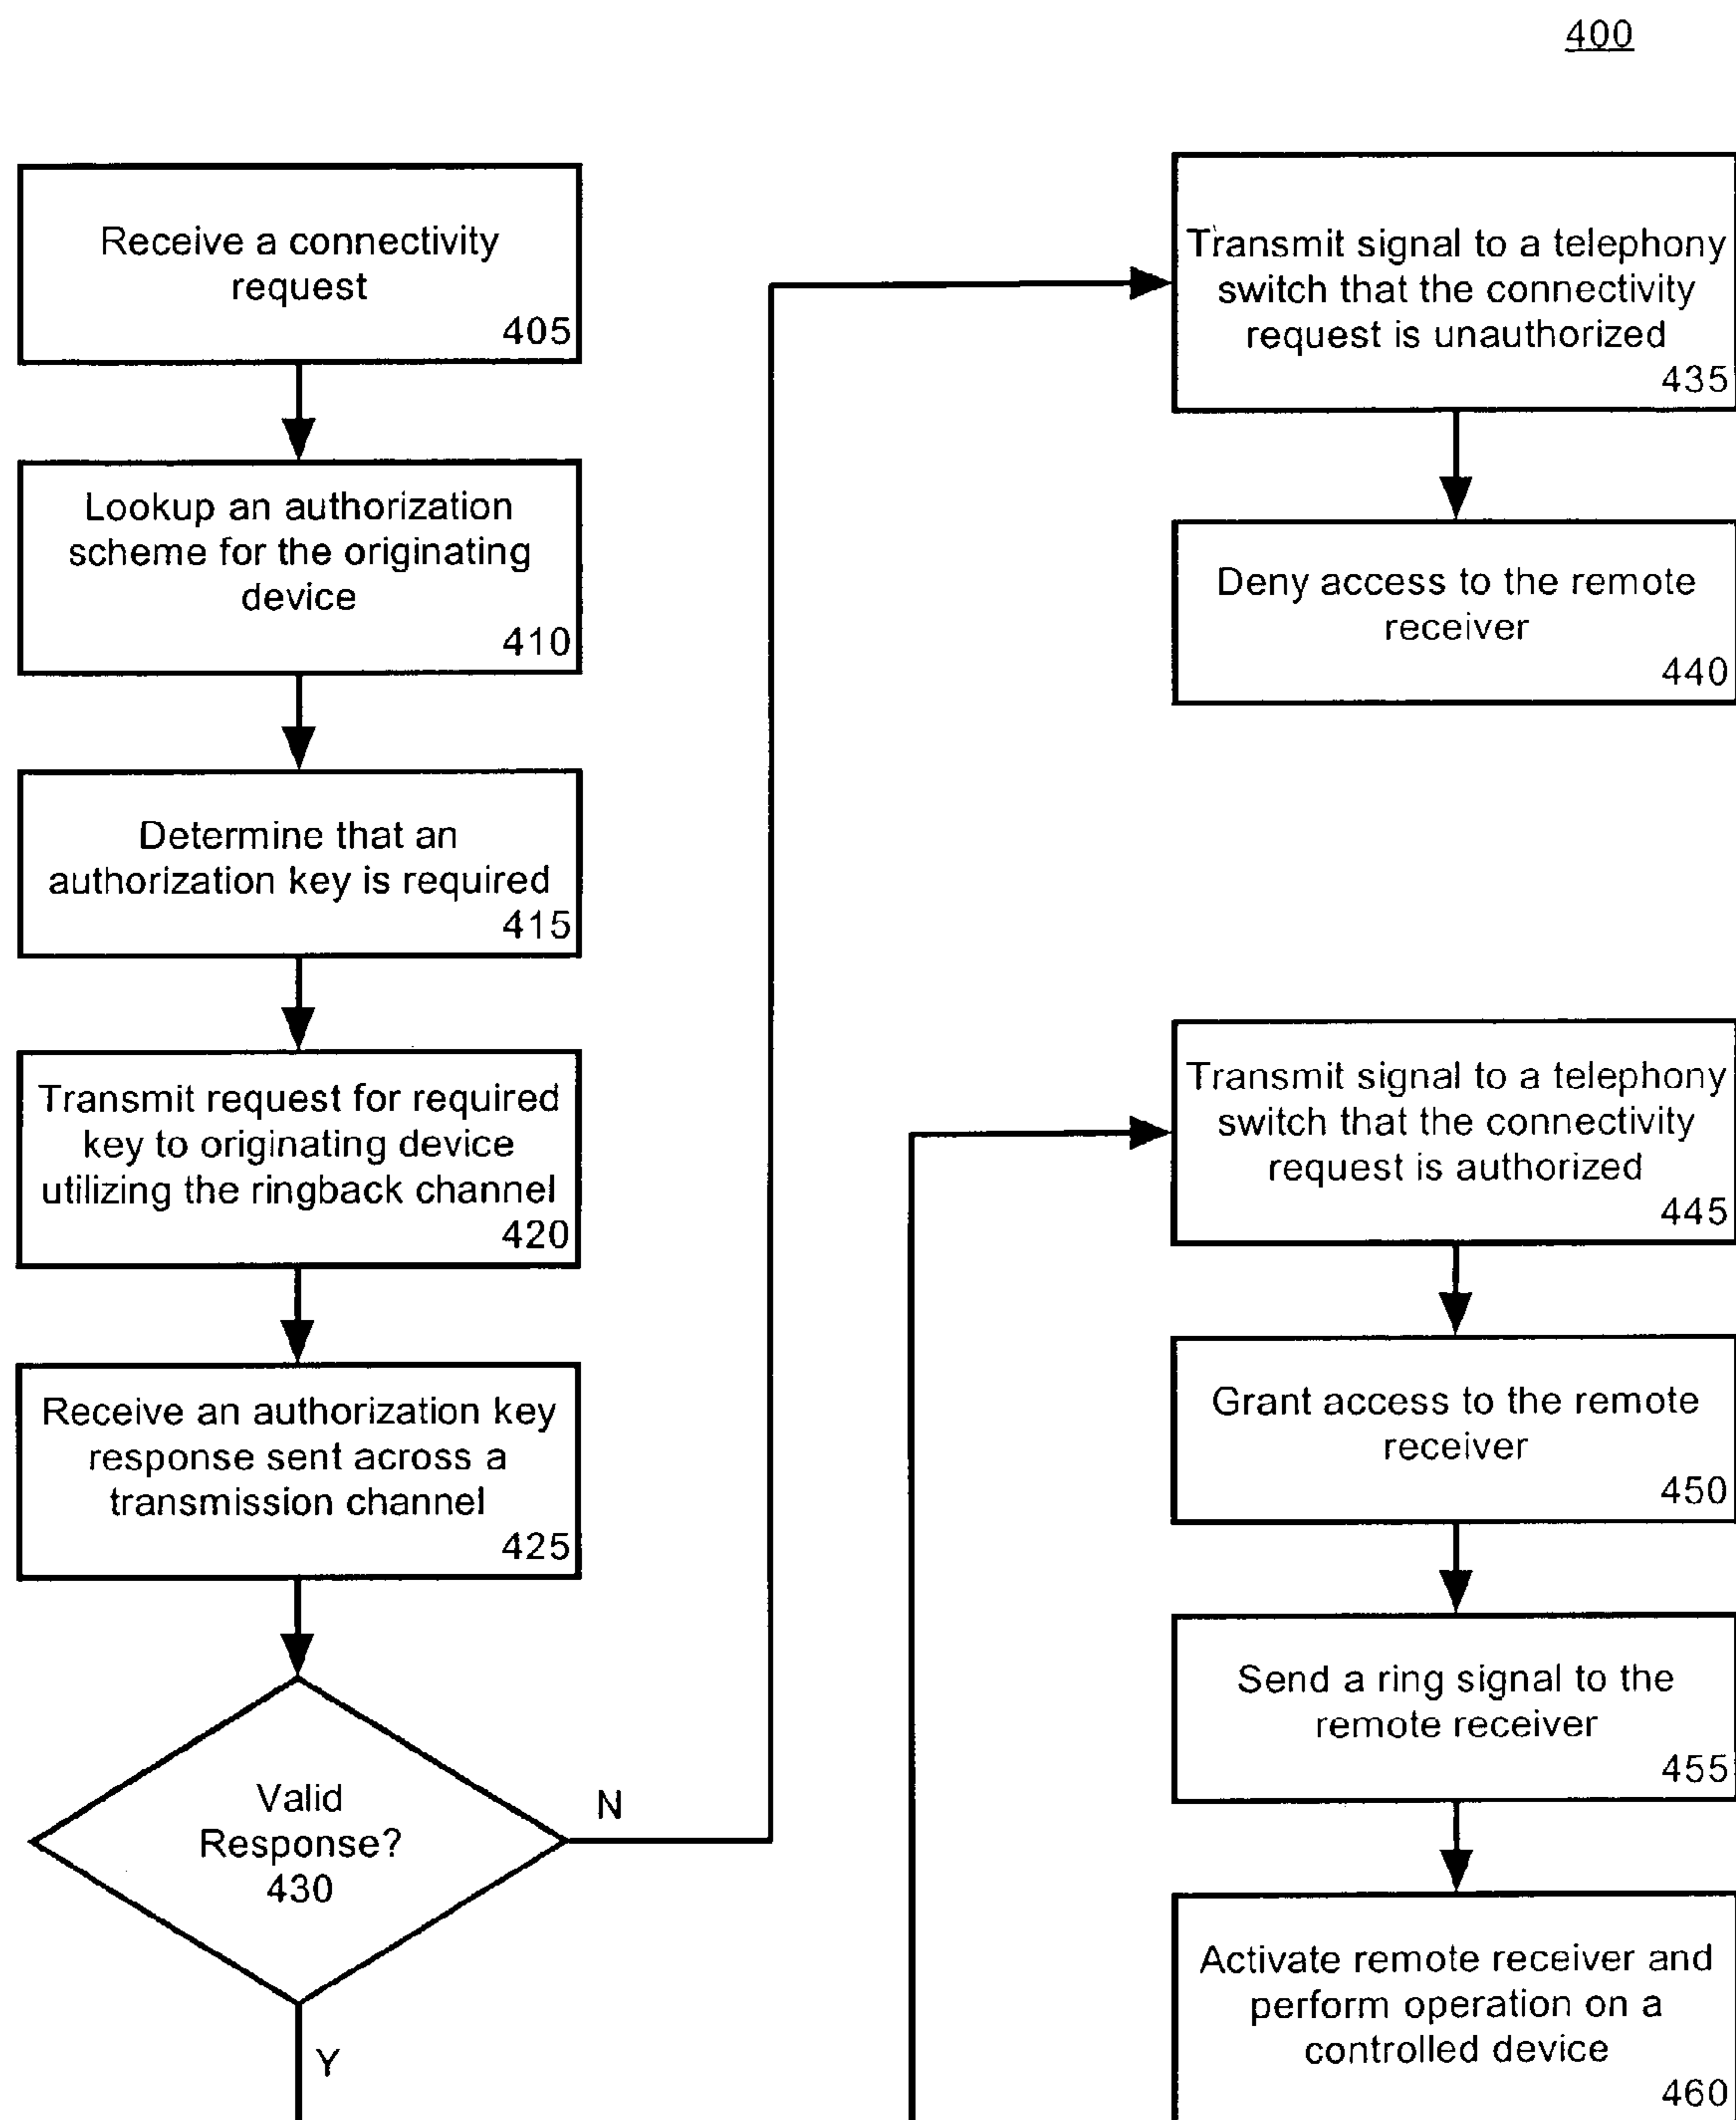 400
Receive a connectivity
request
405
Lookup an authorization
scheme for the originating
device
410
Determine that an
authorization key is required
415
Transmit request for required
key to originating device
utilizing the ringback channel
420
Receive an authorization key
response sent across a
transmission channel
425
Valid
Response?
430
N
Y
Transmit signal to a telephony
switch that the connectivity
request is unauthorized
435
Deny access to the remote
receiver
440
Transmit signal to a telephony
switch that the connectivity
request is authorized
445
Grant access to the remote
receiver
450
Send a ring signal to the
remote receiver
455
Activate remote receiver and
perform operation on a
controlled device
460